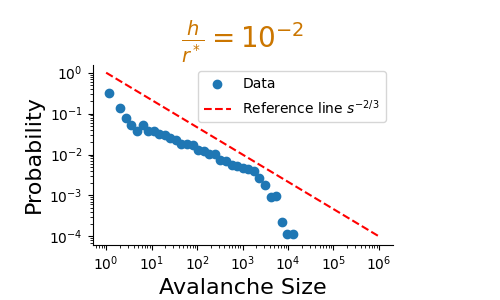 $\frac{h}{r^*} = 10^{-2}$
Data
Reference line $s^{-2/3}$
Probability
$10^0$
$10^{-1}$
$10^{-2}$
$10^{-3}$
$10^{-4}$
$10^0$ $10^1$ $10^2$ $10^3$ $10^4$ $10^5$ $10^6$
Avalanche Size